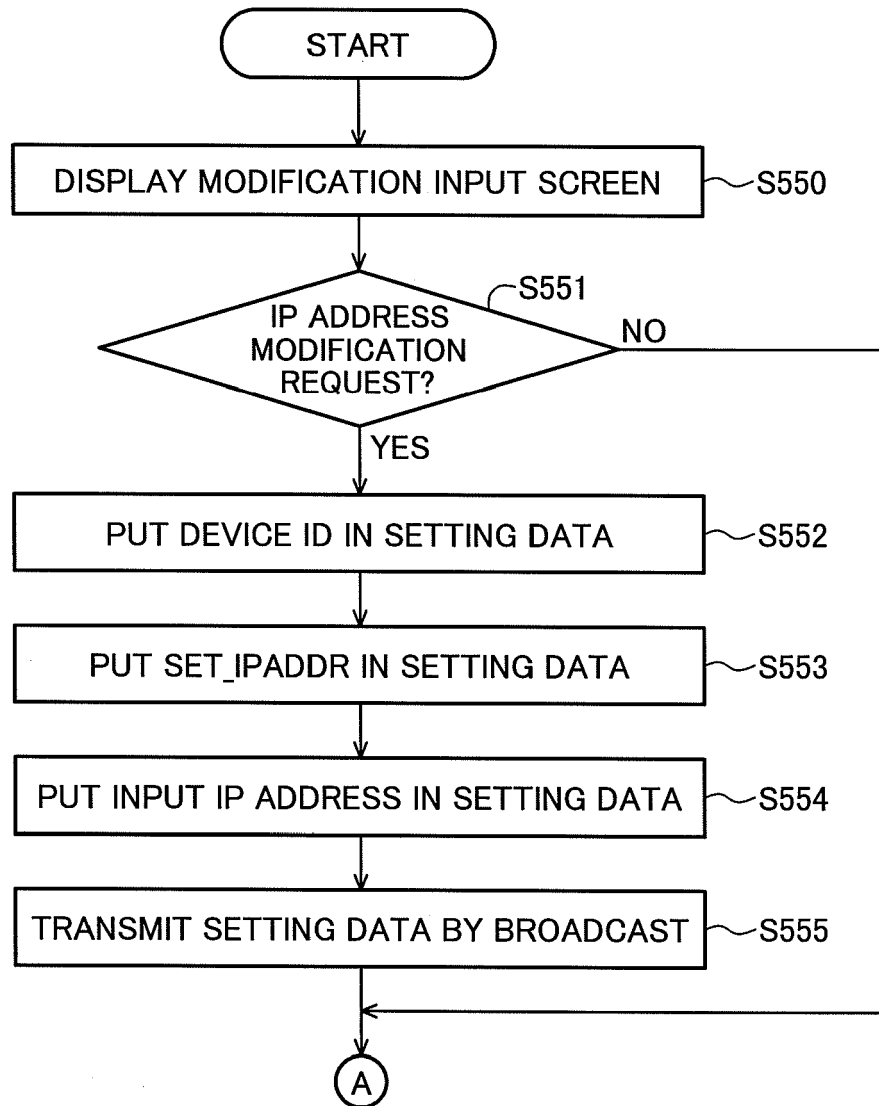 START
DISPLAY MODIFICATION INPUT SCREEN
S550
S551
IP ADDRESS
MODIFICATION
REQUEST?
NO
YES
PUT DEVICE ID IN SETTING DATA
S552
PUT SET_IPADDR IN SETTING DATA
S553
PUT INPUT IP ADDRESS IN SETTING DATA
S554
TRANSMIT SETTING DATA BY BROADCAST
S555
A